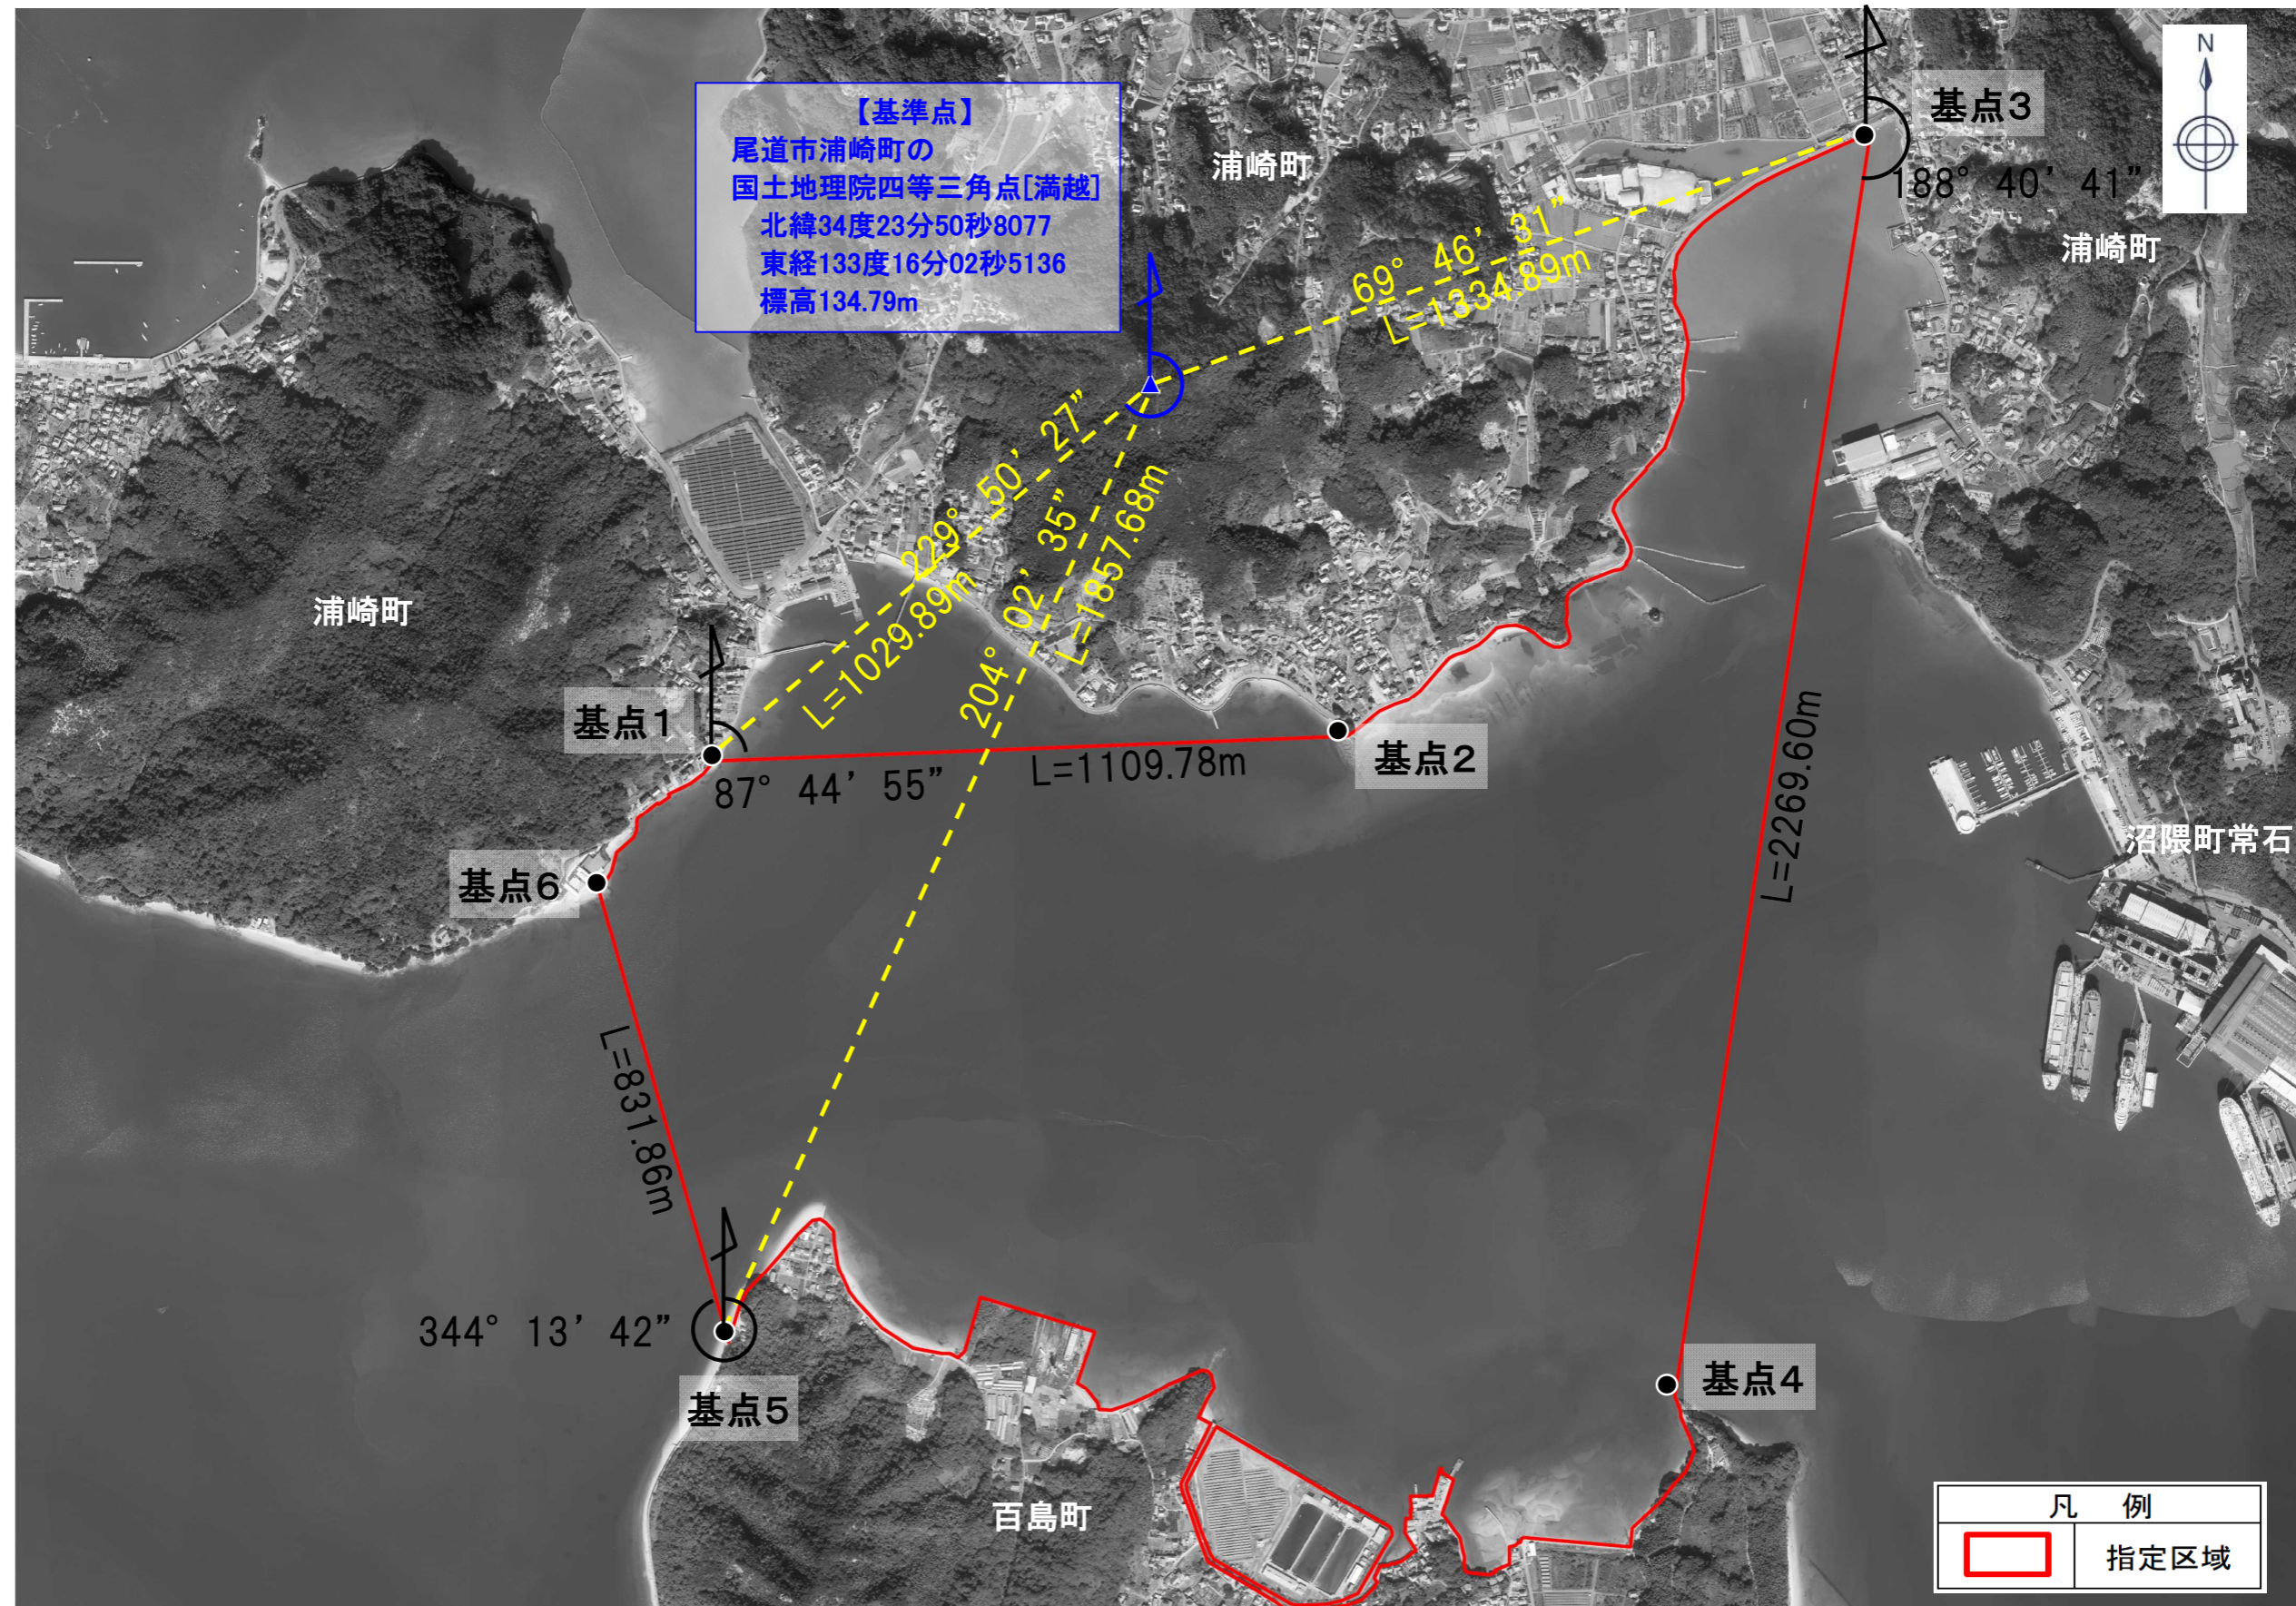 N
【基準点】
尾道市浦崎町の
国土地理院四等三角点[満越]
北緯34度23分50秒8077
東経133度16分02秒5136
標高134.79m
浦崎町
基点3
188° 40’ 41”
浦崎町
69° 46’ 31”
L=1334.89m
229° 50’ 27”
L=1029.89m
204° 02’ 35”
L=1857.68m
浦崎町
基点1
87° 44’ 55”
L=1109.78m
基点2
L=2269.60m
沼隈町常石
基点6
L=831.86m
344° 13’ 42”
基点5
基点4
百島町
凡 例
指定区域